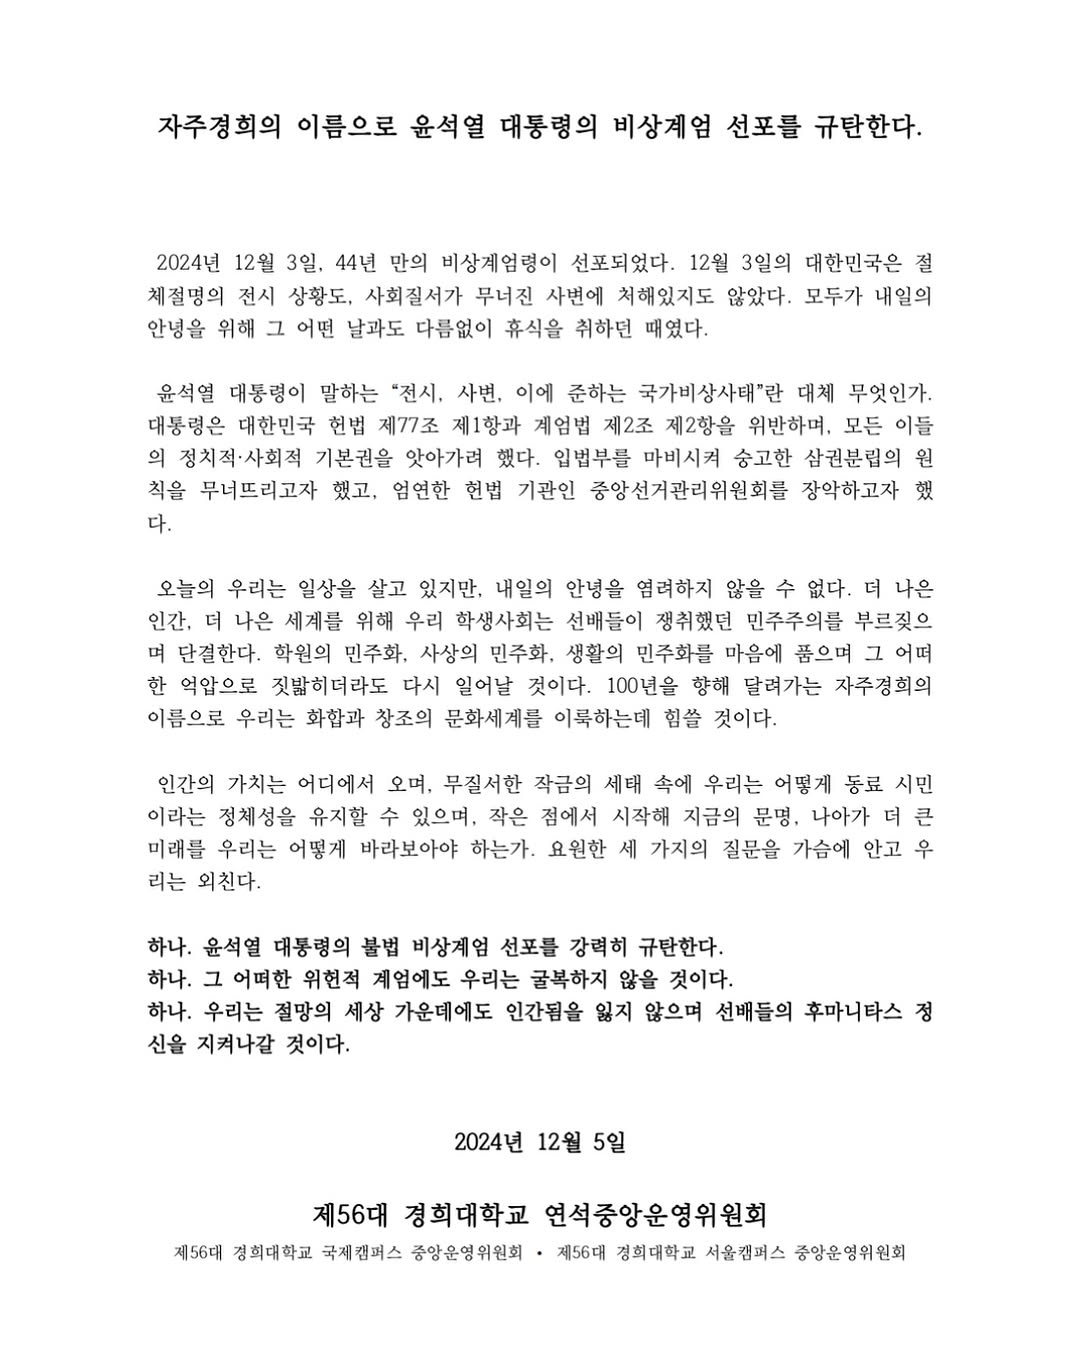 자주경희의 이름으로 윤석열 대통령의 비상계엄 선포를 규탄한다.
2024년 12월 3일, 44년 만의 비상계엄령이 선포되었다. 12월 3일의 대한민국은 절
체절명의 전시 상황도, 사회질서가 무너진 사변에 처해있지도 않았다. 모두가 내일의
안녕을 위해 그 어떤 날과도 다름없이 휴식을 취하던 때였다.
윤석열 대통령이 말하는 “전시, 사변, 이에 준하는 국가비상사태”란 대체 무엇인가.
대통령은 대한민국 헌법 제77조 제1항과 계엄법 제2조 제2항을 위반하며, 모든 이들
의 정치적·사회적 기본권을 앗아가려 했다. 입법부를 마비시켜 숭고한 삼권분립의 원
칙을 무너뜨리고자 했고, 엄연한 헌법 기관인 중앙선거관리위원회를 장악하고자 했
다.
오늘의 우리는 일상을 살고 있지만, 내일의 안녕을 염려하지 않을 수 없다. 더 나은
인간, 더 나은 세계를 위해 우리 학생사회는 선배들이 쟁취했던 민주주의를 부르짖으
며 단결한다. 학원의 민주화, 사상의 민주화, 생활의 민주화를 마음에 품으며 그 어떠
한 억압으로 짓밟히더라도 다시 일어날 것이다. 100년을 향해 달려가는 자주경희의
이름으로 우리는 화합과 창조의 문화세계를 이룩하는데 힘쓸 것이다.
인간의 가치는 어디에서 오며, 무질서한 작금의 세태 속에 우리는 어떻게 동료 시민
이라는 정체성을 유지할 수 있으며, 작은 점에서 시작해 지금의 문명, 나아가 더 큰
미래를 우리는 어떻게 바라보아야 하는가. 요원한 세 가지의 질문을 가슴에 안고 우
리는 외친다.
하나. 윤석열 대통령의 불법 비상계엄 선포를 강력히 규탄한다.
하나. 그 어떠한 위헌적 계엄에도 우리는 굴복하지 않을 것이다.
하나. 우리는 절망의 세상 가운데에도 인간됨을 잃지 않으며 선배들의 후마니타스 정
신을 지켜나갈 것이다.
2024년 12월 5일
제56대 경희대학교 연석중앙운영위원회
제56대 경희대학교 국제캠퍼스 중앙운영위원회 • 제56대 경희대학교 서울캠퍼스 중앙운영위원회